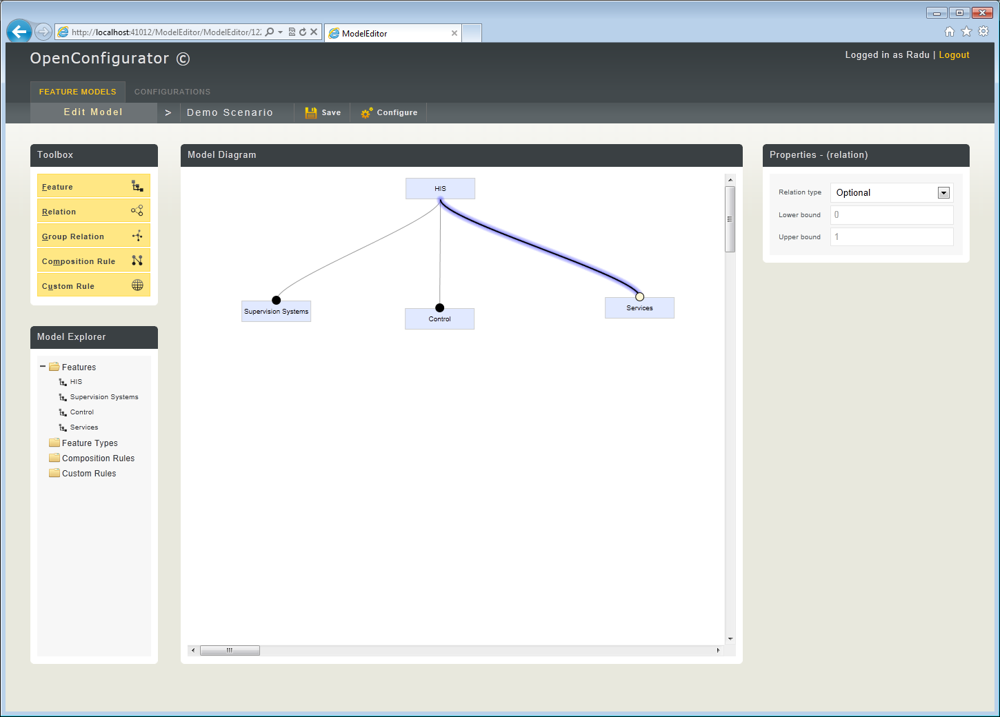 http://localhost:41012/ModelEditor/ModelEditor/122
ModelEditor
OpenConfigurator ©
Logged in as Radu | Logout
FEATURE MODELS
CONFIGURATIONS
Edit Model
>
Demo Scenario
Save
Configure
Toolbox
Feature
Relation
Group Relation
Composition Rule
Custom Rule
Model Explorer
Features
HIS
Supervision Systems
Control
Services
Feature Types
Composition Rules
Custom Rules
Model Diagram
HIS
Supervision Systems
Control
Services
Properties - (relation)
Relation type
Optional
Lower bound
0
Upper bound
1